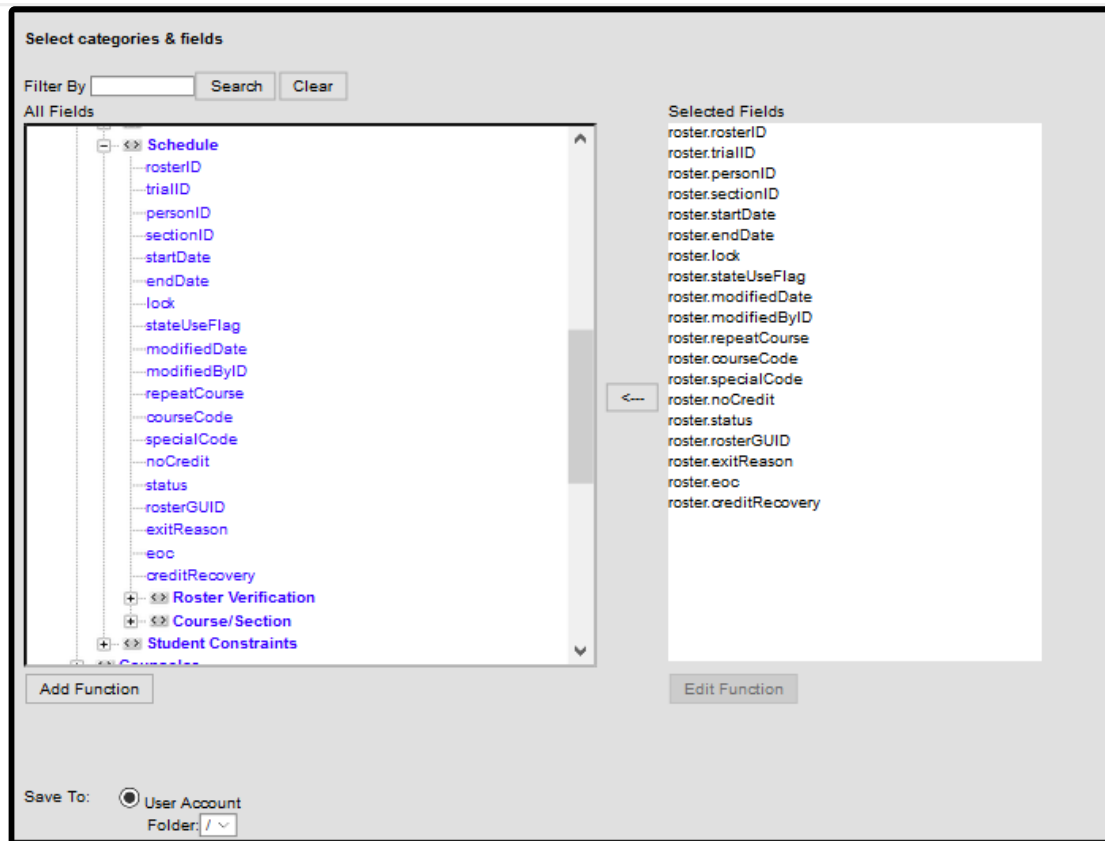 Select categories & fields
Filter By Search Clear
All Fields
Schedule
rosterID
trialID
personID
sectionID
startDate
endDate
lock
stateUseFlag
modifiedDate
modifiedByID
repeatCourse
courseCode
specialCode
noCredit
status
rosterGUID
exitReason
eoc
creditRecovery
Roster Verification
Course/Section
Student Constraints
<---
Selected Fields
roster.rosterID
roster.trialID
roster.personID
roster.sectionID
roster.startDate
roster.endDate
roster.lock
roster.stateUseFlag
roster.modifiedDate
roster.modifiedByID
roster.repeatCourse
roster.courseCode
roster.specialCode
roster.noCredit
roster.status
roster.rosterGUID
roster.exitReason
roster.eoc
roster.creditRecovery
Add Function
Edit Function
Save To: User Account
Folder: /